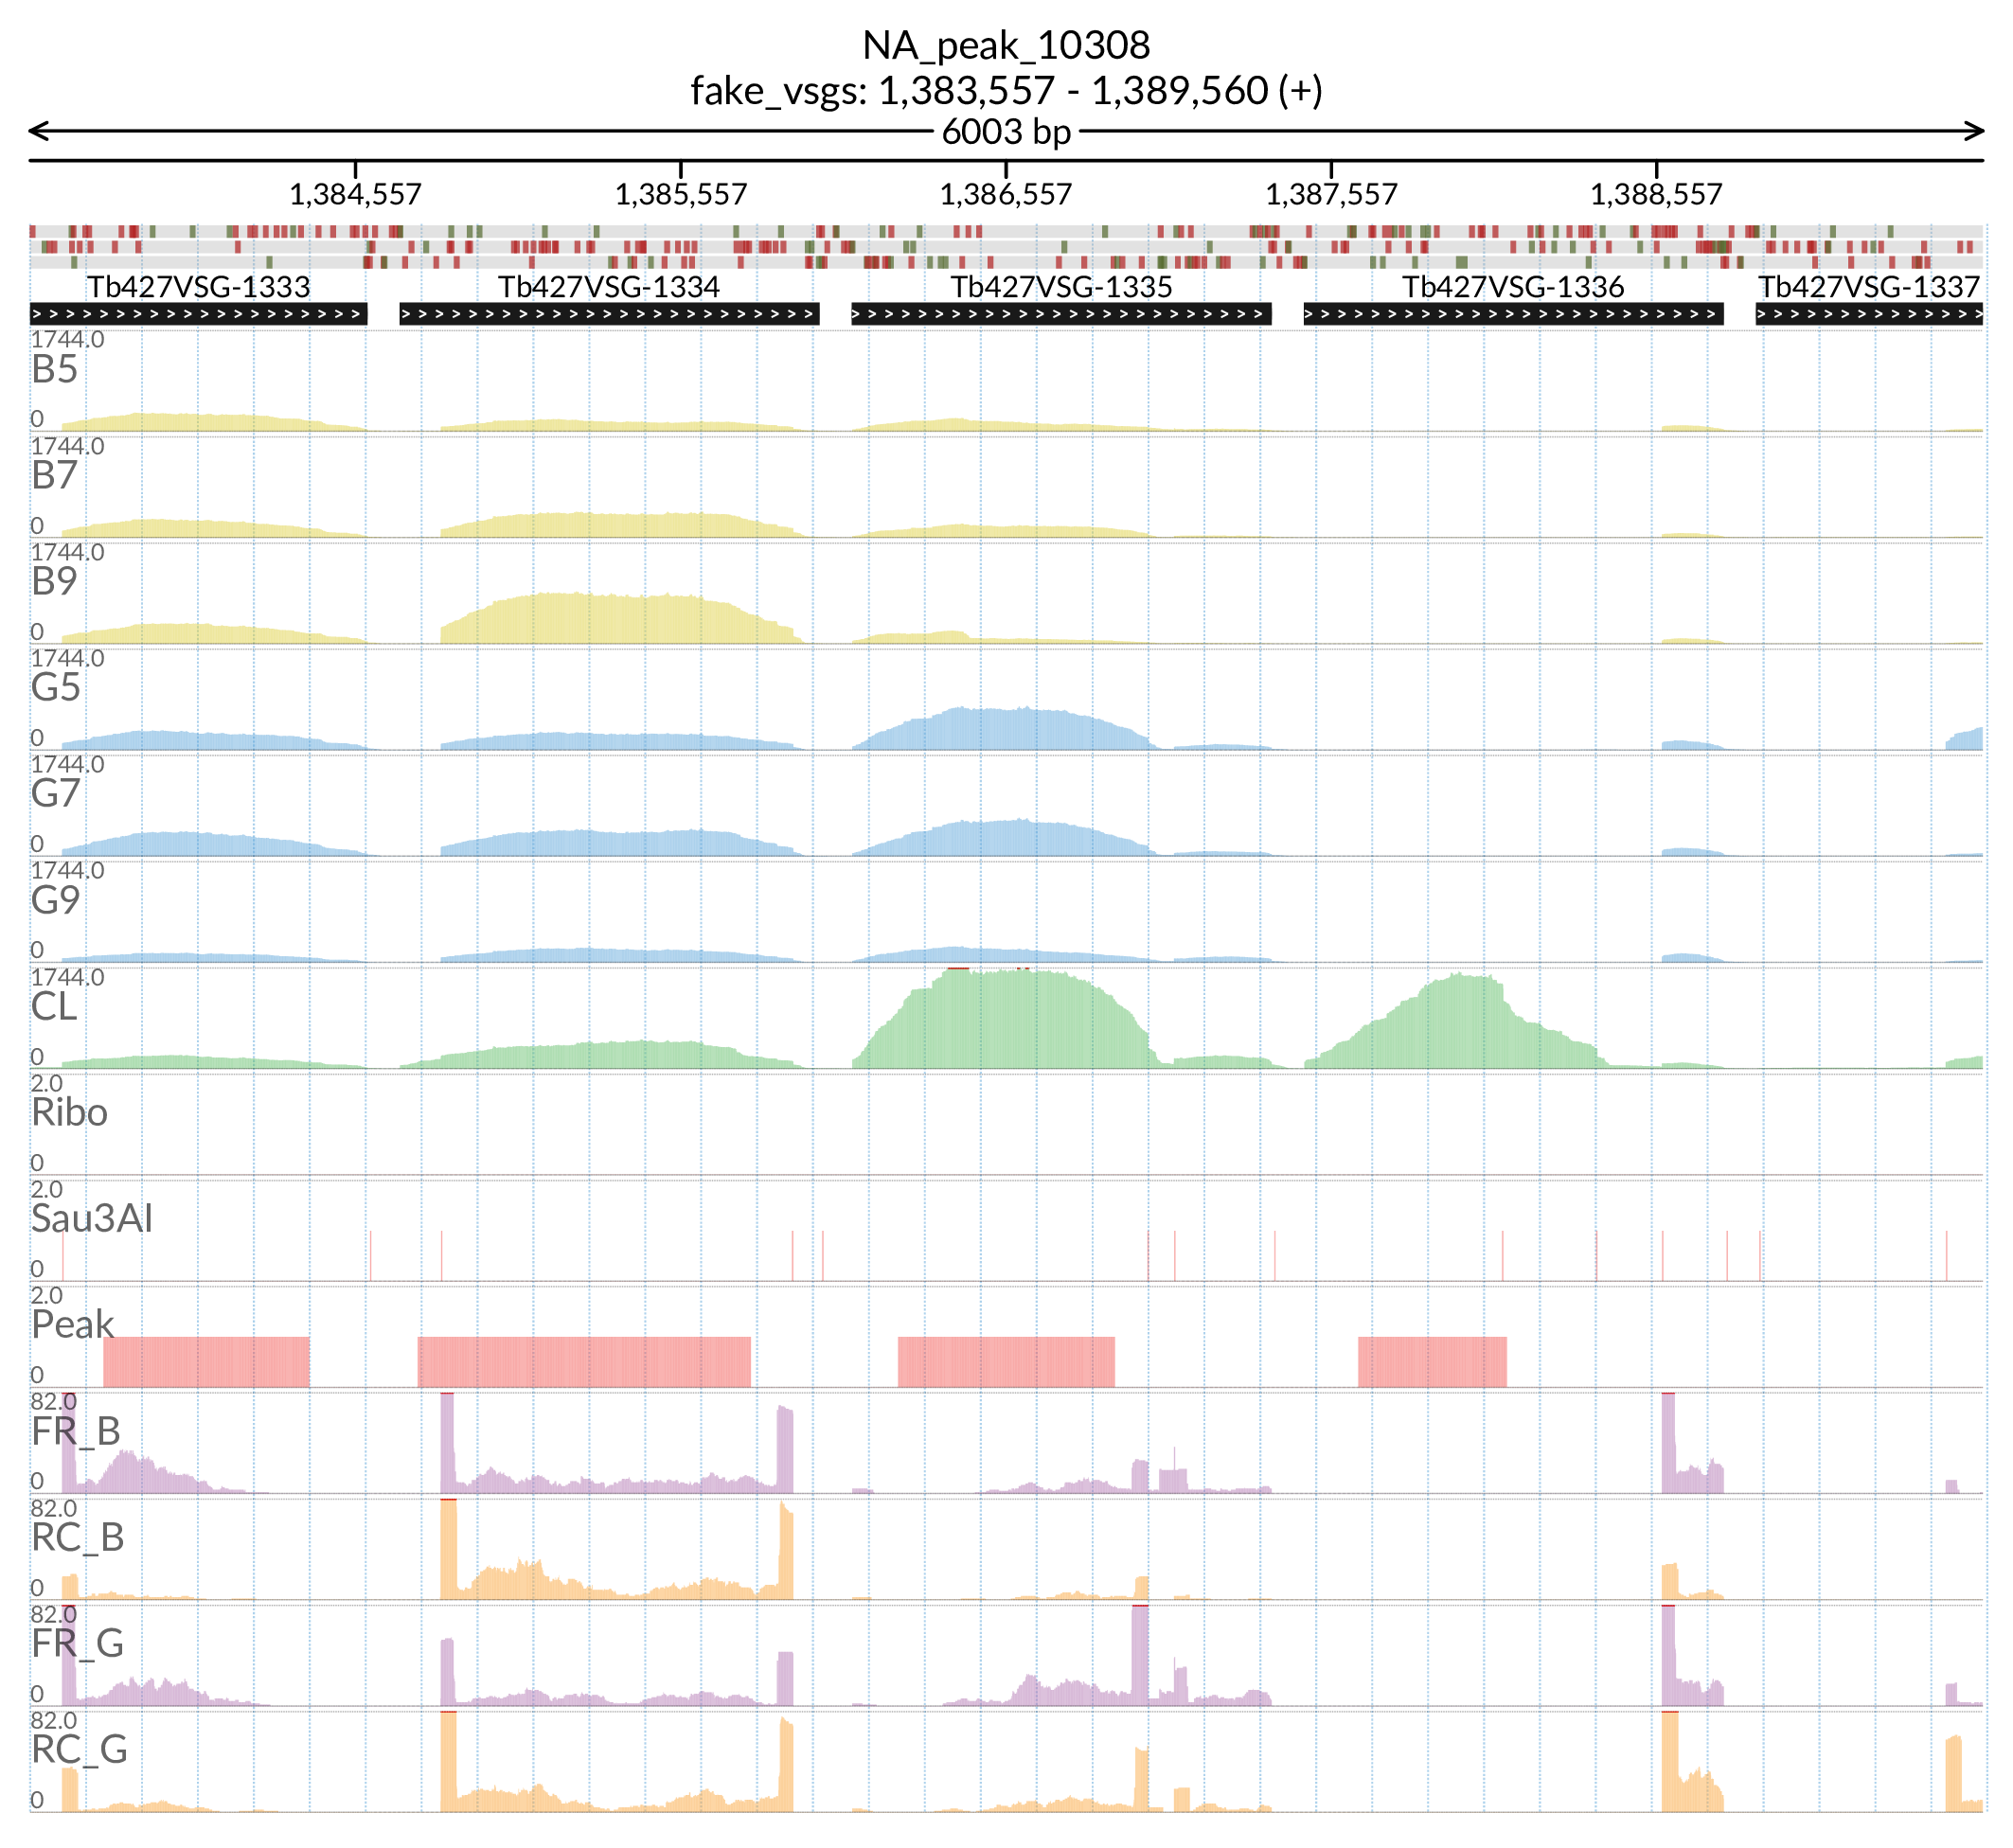 NA_peak_10308
fake_vsgs: 1,383,557 - 1,389,560 (+)
6003 bp
1,384,557 1,385,557 1,386,557 1,387,557 1,388,557
Tb427VSG-1333 Tb427VSG-1334 Tb427VSG-1335 Tb427VSG-1336 Tb427VSG-1337
1744.0
B5
0
1744.0
B7
0
1744.0
B9
0
1744.0
G5
0
1744.0
G7
0
1744.0
G9
0
1744.0
CL
0
2.0
Ribo
0
2.0
Sau3AI
0
2.0
Peak
0
82.0
FR_B
0
82.0
RC_B
0
82.0
FR_G
0
82.0
RC_G
0